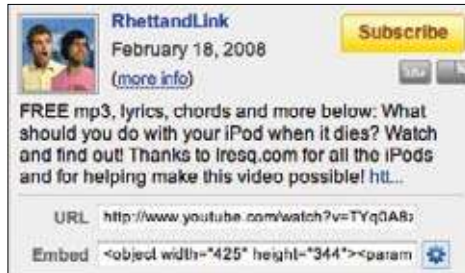 RhettandLink
February 18, 2008
Subscribe
(more info)
FREE mp3, lyrics, chords and more below: What
should you do with your iPod when it dies? Watch
and find out! Thanks to Iresq.com for all the iPods
and for helping make this video possible! htt...
URL http://www.youtube.com/watch?v=TYq0A8
Embed <object width="425" height="344"><param